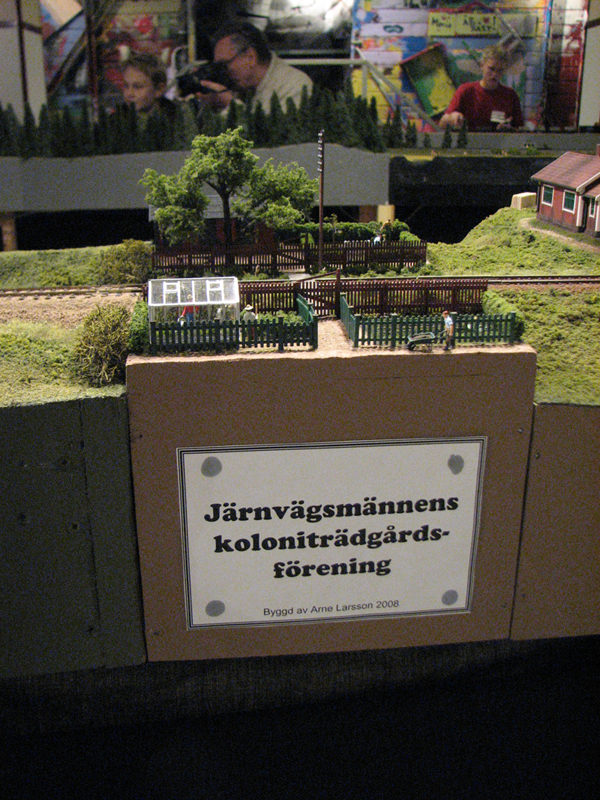 Järnvägsmännens
koloniträdgårds-
förening
Byggd av Arne Larsson 2008